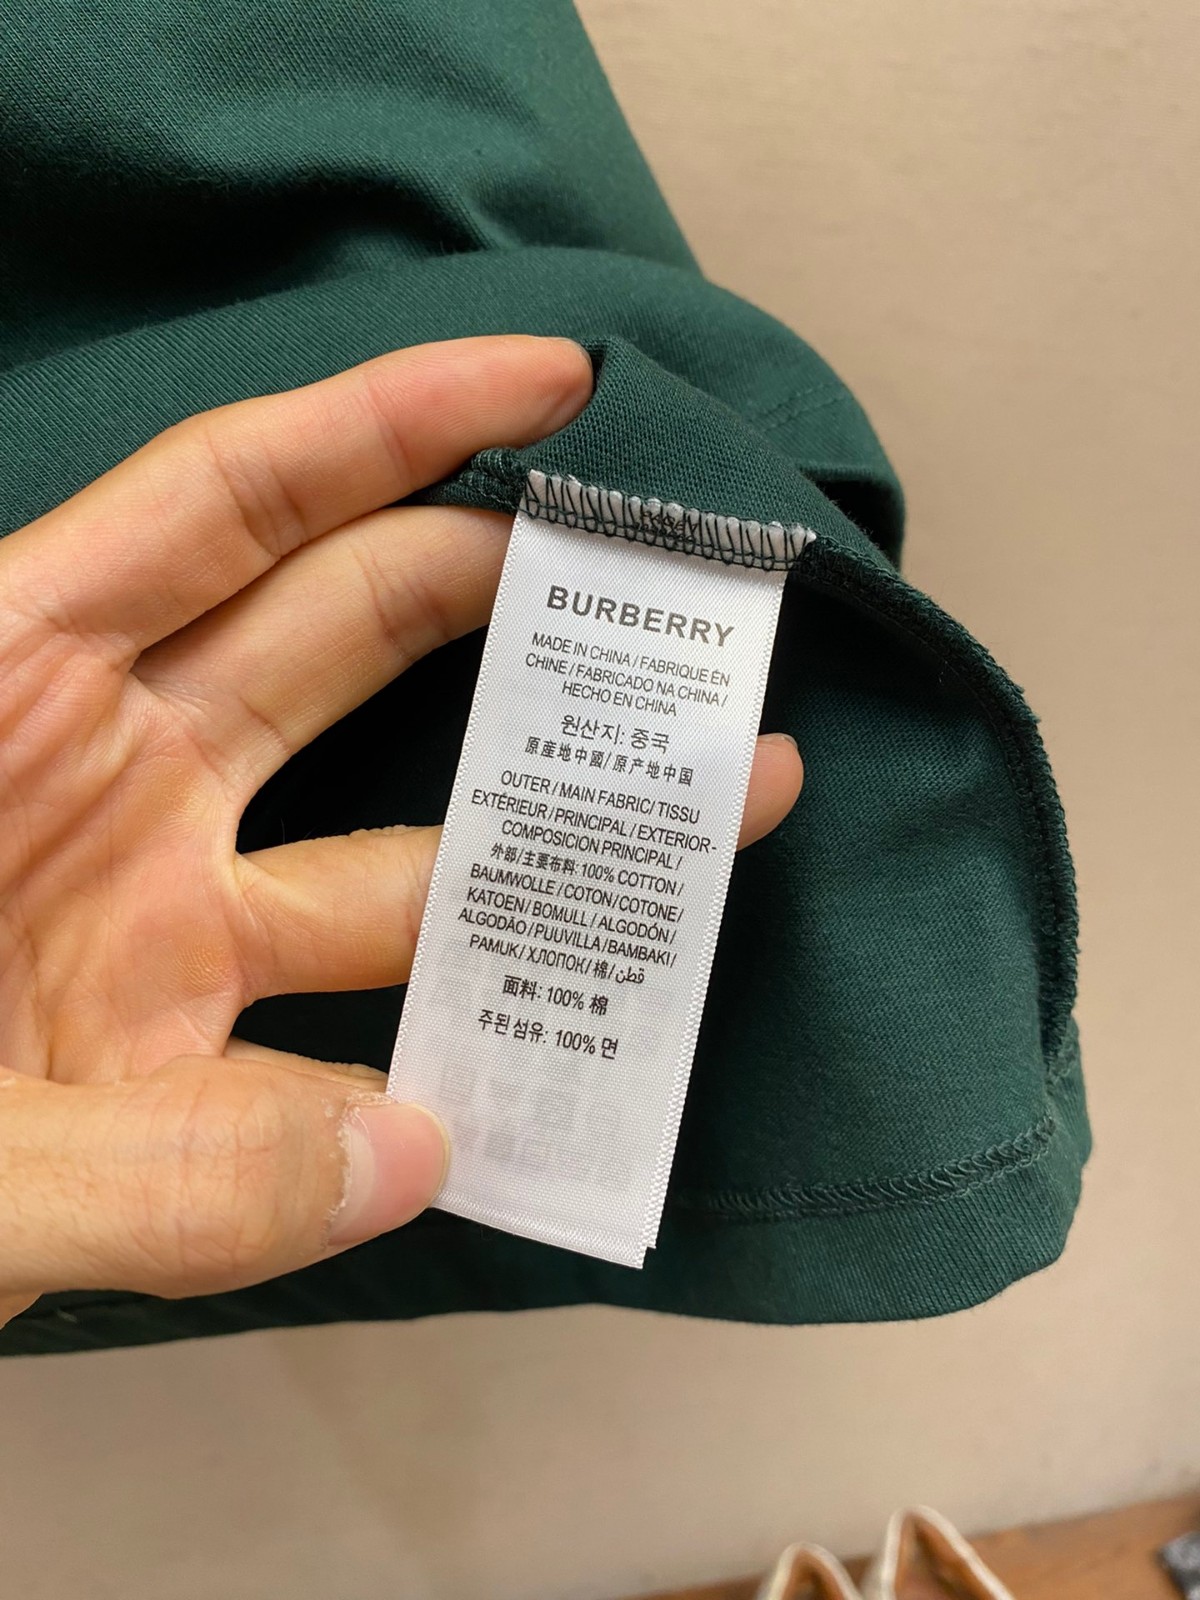 BURBERRY
MADE IN CHINA / FABRIQUE EN
CHINE / FABRICADO NA CHINA /
HECHO EN CHINA
원산지: 중국
原産地中國/ 原产地中国
OUTER / MAIN FABRIC/ TISSU
EXTÉRIEUR / PRINCIPAL / EXTERIOR-
COMPOSICION PRINCIPAL /
外部/主要布料: 100% COTTON /
BAUMWOLLE / COTON / COTONE /
KATOEN / BOMULL / ALGODÓN /
ALGODÃO / PUUVILLA / BAMBAKI /
PAMUK / ХЛОПОК/ 棉/ قطن
面料: 100% 棉
주된 섬유: 100% 면